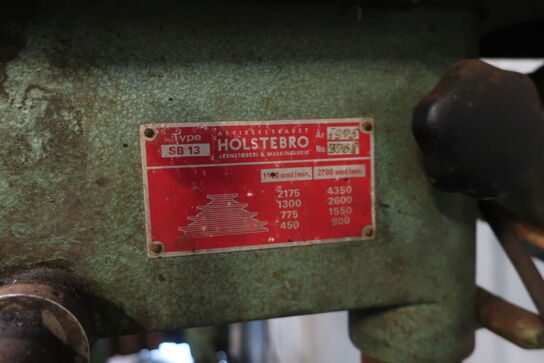 Type
SB 13
AKTIESELSKABET
HOLSTEBRO
JERNSTØBERI & MASKINFABRIK
År 1975
No.
1400 omd/min. 2800 omd/min.
2175 4350
1300 2600
775 1550
450 900